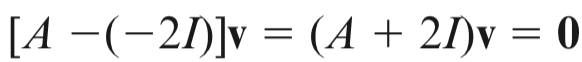 [A −(−2I)]v = (A + 2I)v = 0